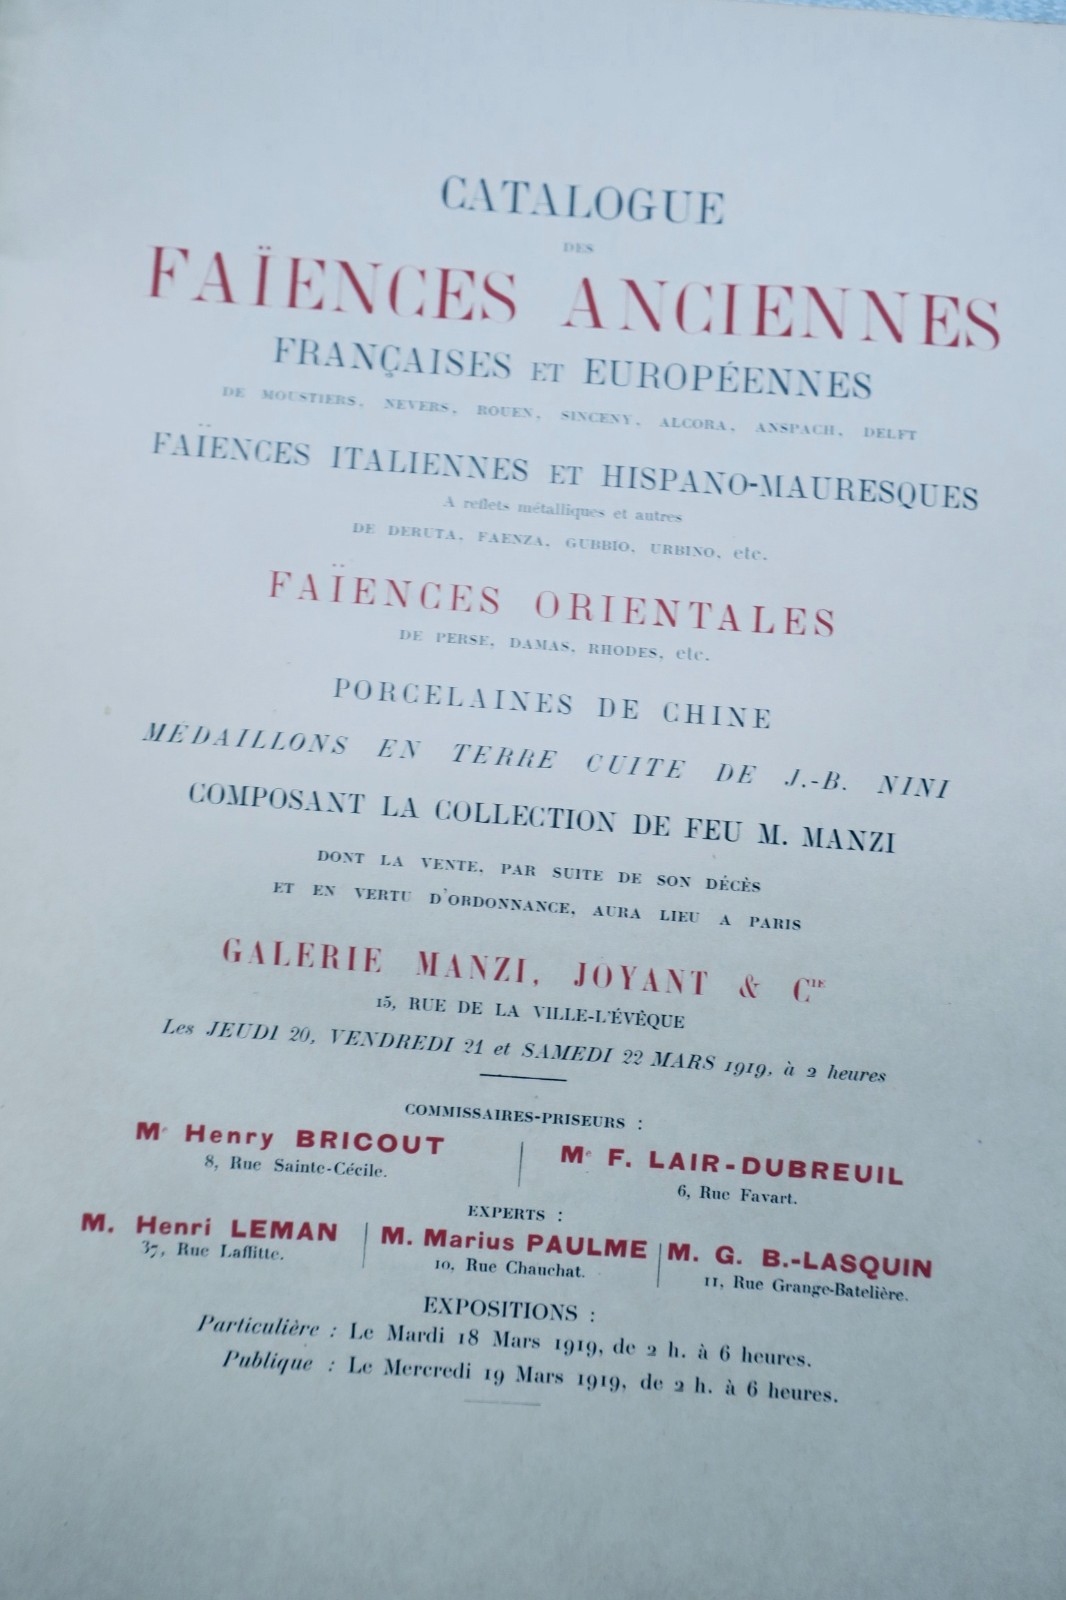 CATALOGUE
DES
FAÏENCES ANCIENNES
FRANÇAISES ET EUROPÉENNES
DE MOUSTIERS, NEVERS, ROUEN, SINCENY, ALCORA, ANSPACH, DELFT
FAÏENCES ITALIENNES ET HISPANO-MAURESQUES
A reflets métalliques et autres
DE DERUTA, FAENZA, GUBBIO, URBINO, etc.
FAÏENCES ORIENTALES
DE PERSE, DAMAS, RHODES, etc.
PORCELAINES DE CHINE
MÉDAILLONS EN TERRE CUITE DE J.-B. NINI
COMPOSANT LA COLLECTION DE FEU M. MANZI
DONT LA VENTE, PAR SUITE DE SON DÉCÈS
ET EN VERTU D'ORDONNANCE, AURA LIEU A PARIS
GALERIE MANZI, JOYANT & CIE
15, RUE DE LA VILLE-L'ÉVÊQUE
Les JEUDI 20, VENDREDI 21 et SAMEDI 22 MARS 1919, à 2 heures
COMMISSAIRES-PRISEURS :
Me Henry BRICOUT
8, Rue Sainte-Cécile.
Me F. LAIR-DUBREUIL
6, Rue Favart.
EXPERTS :
M. Henri LEMAN
37, Rue Laffitte.
M. Marius PAULME
10, Rue Chauchat.
M. G. B.-LASQUIN
11, Rue Grange-Batelière.
EXPOSITIONS :
Particulière : Le Mardi 18 Mars 1919, de 2 h. à 6 heures.
Publique : Le Mercredi 19 Mars 1919, de 2 h. à 6 heures.